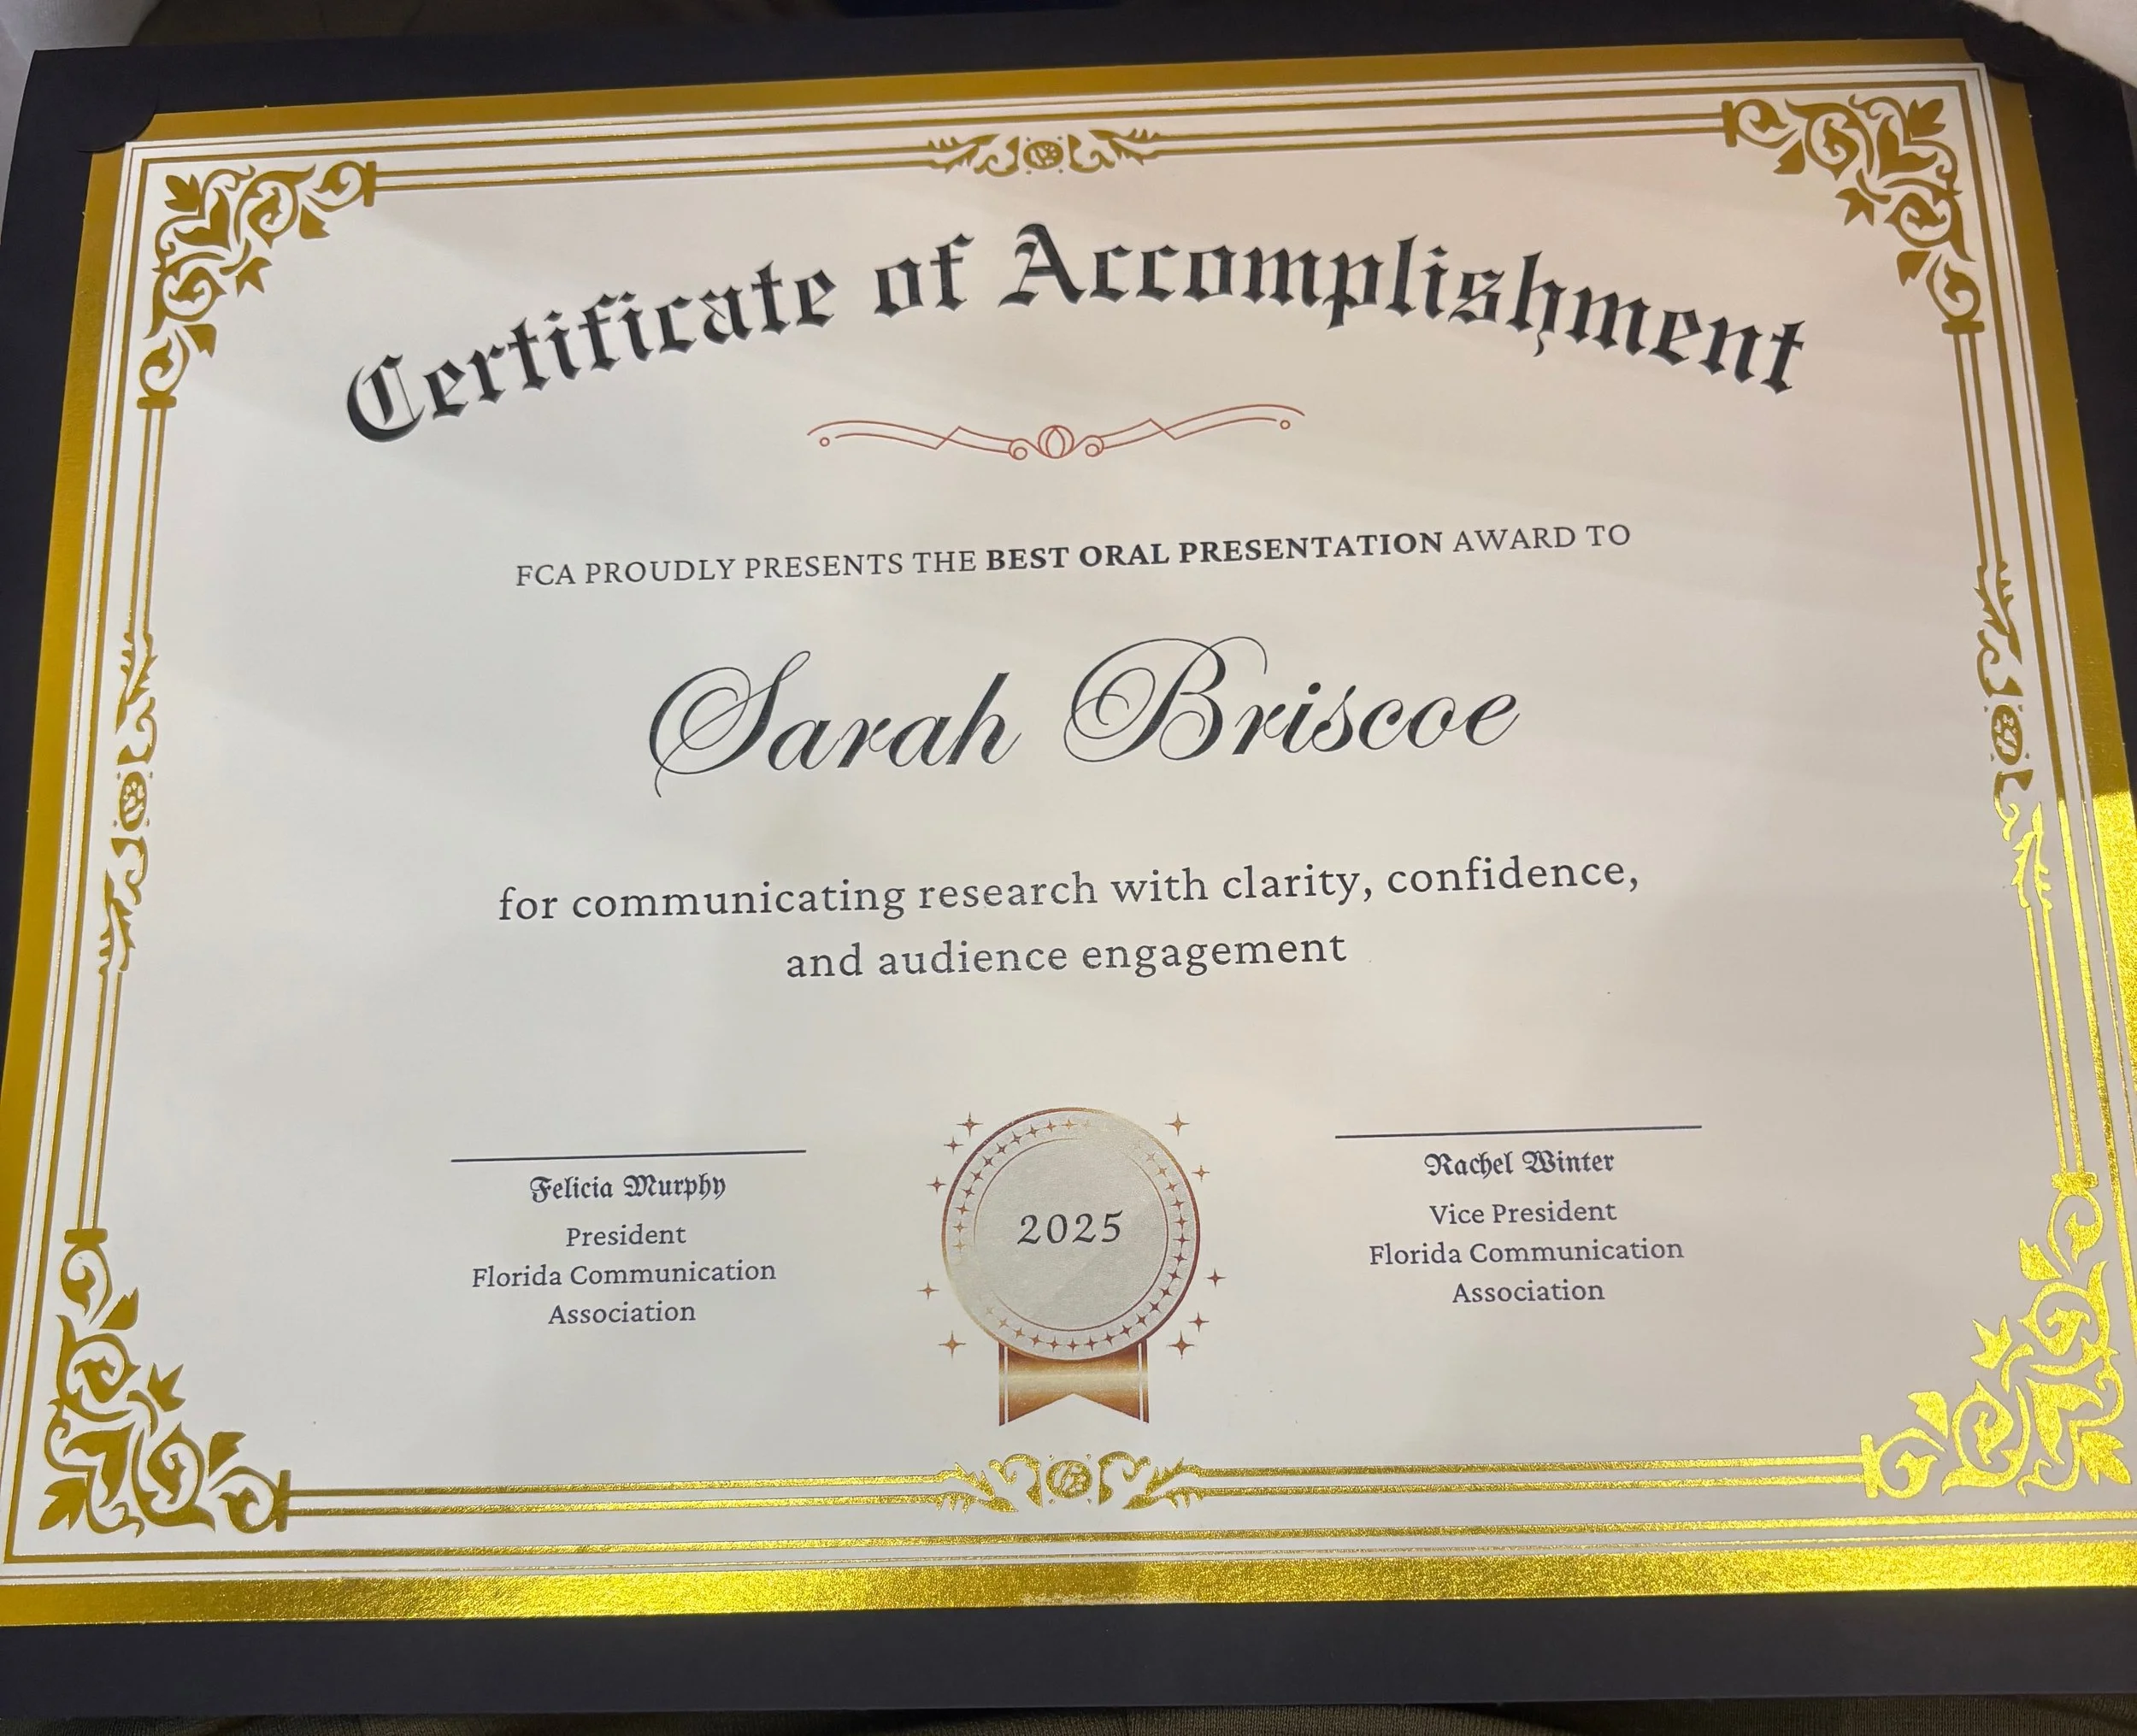 Certificate of Accomplishment
FCA PROUDLY PRESENTS THE BEST ORAL PRESENTATION AWARD TO
Sarah Briscoe
for communicating research with clarity, confidence,
and audience engagement
Felicia Murphy
President
Florida Communication
Association
2025
Rachel Winter
Vice President
Florida Communication
Association